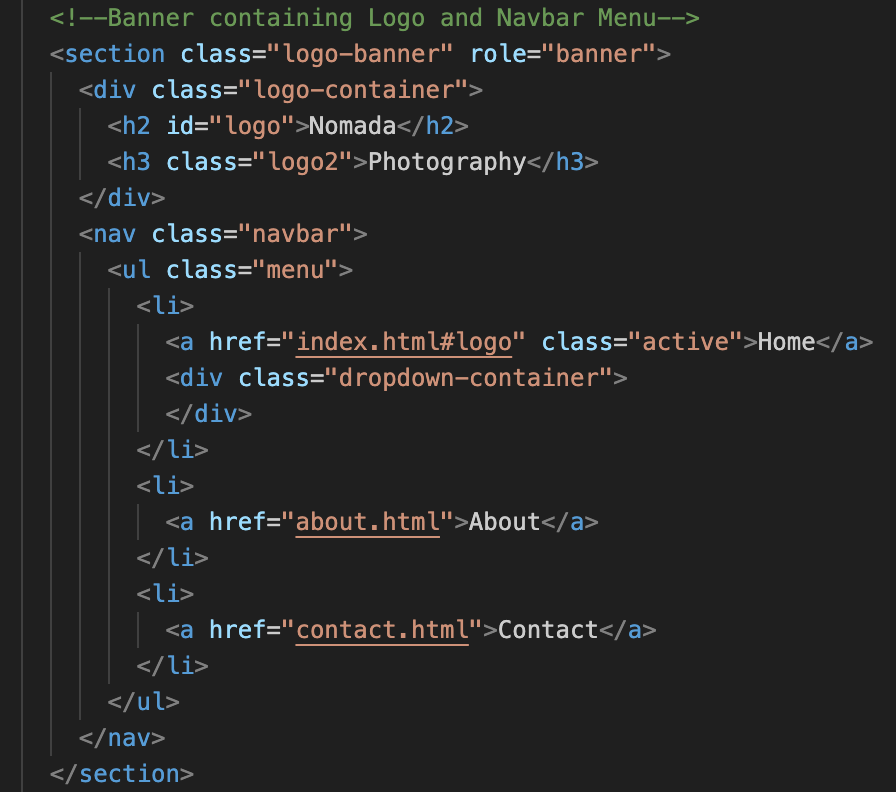 <!--Banner containing Logo and Navbar Menu-->
<section class="logo-banner" role="banner">
<div class="logo-container">
<h2 id="logo">Nomada</h2>
<h3 class="logo2">Photography</h3>
</div>
<nav class="navbar">
<ul class="menu">
<li>
<a href="index.html#logo" class="active">Home</a>
<div class="dropdown-container">
</div>
</li>
<li>
<a href="about.html">About</a>
</li>
<li>
<a href="contact.html">Contact</a>
</li>
</ul>
</nav>
</section>